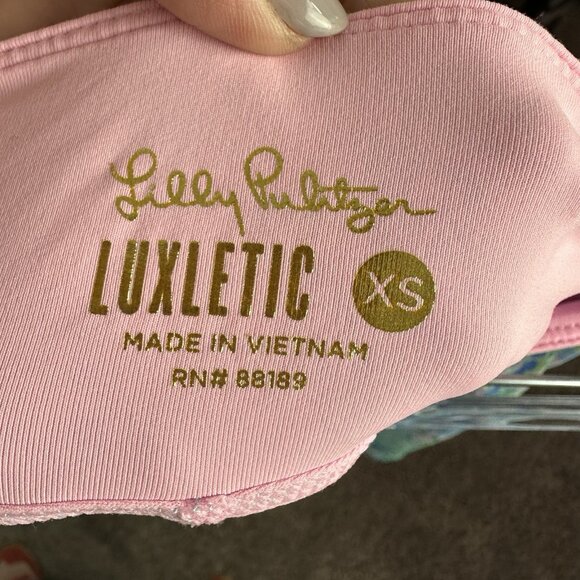 Lilly Pulitzer
LUXLETIC XS
MADE IN VIETNAM
RN# 88189